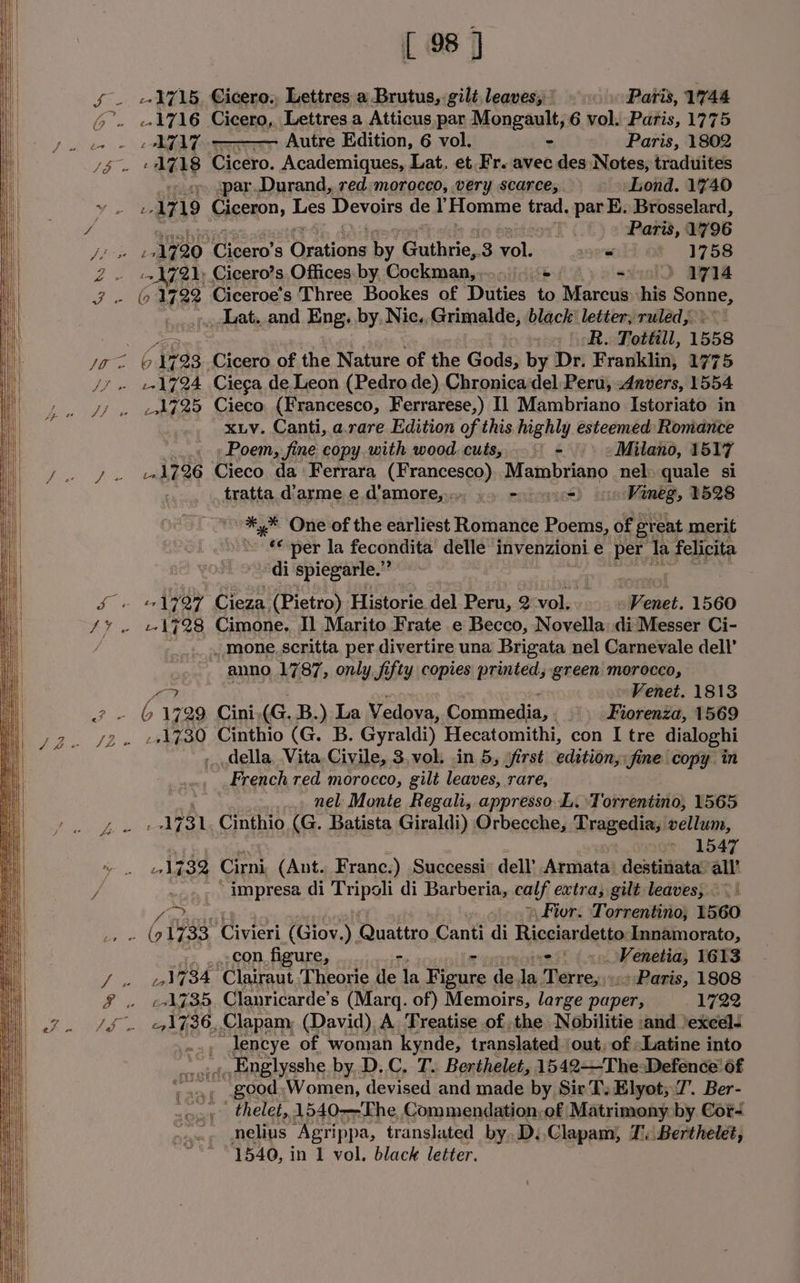 [ 98 ]
1715 Cicero. Lettres a Brutus, gilt leaves, Paris, 1744
1716 Cicero, Lettres a Atticus par Mongault, 6 vol. Paris, 1775
1717 ——— Autre Edition, 6 vol. - Paris, 1802
1718 Cicero. Academiques, Lat. et Fr. avec des Notes, traduites
par Durand, red morocco, very scarce, Lond. 1740
1719 Ciceron, Les Devoirs de l'Homme trad. par E. Brosselard,
Paris, 1796
1720 Cicero's Orations by Guthrie, 3 vol. - 1758
1721 Cicero's Offices by Cockman, - - 1714
1722 Ciceroe's Three Bookes of Duties to Marcus his Sonne,
Lat. and Eng. by Nic. Grimalde, black letter, ruled,
R. Tottill, 1558
1723 Cicero of the Nature of the Gods, by Dr. Franklin, 1775
1724 Cieça de Leon (Pedro de) Chronica del Peru, Anvers, 1554
1725 Cieco (Francesco, Ferrarese,) Il Mambriano Istoriato in
xLv. Canti, a rare Edition of this highly esteemed Romance
Poem, fine copy with wood cuts, - Milano, 1517
1726 Cieco da Ferrara (Francesco) Mambriano nel quale si
tratta d'arme e d'amore, - - Vineg, 1528
*** One of the earliest Romance Poems, of great merit
“ per la fecondita delle invenzioni e per la felicita
di spiegarle.”
1727 Cieza (Pietro) Historie del Peru, 2 vol. Venet. 1560
1728 Cimone. Il Marito Frate e Becco, Novella di Messer Ci-
mone scritta per divertire una Brigata nel Carnevale dell'
anno 1787, only fifty copies printed, green morocco,
Venet. 1813
1729 Cini (G. B.) La Vedova, Commedia, Fiorenza, 1569
1730 Cinthio (G. B. Gyraldi) Hecatomithi, con I tre dialoghi
della Vita Civile, 3 vol. in 5, first edition, fine copy in
French red morocco, gilt leaves, rare,
nel Monte Regali, appresso L. Torrentino, 1565
1731 Cinthio (G. Batista Giraldi) Orbecche, Tragedia, vellum,
1547
1732 Cirni (Ant. Franc.) Successi dell' Armata destinata all'
impresa di Tripoli di Barberia, calf extra, gilt leaves,
Fior. Torrentino, 1560
1733 Civieri (Giov.) Quattro Canti di Ricciardetto Innamorato,
con figure, - - - Venetia, 1613
1734 Clairaut Theorie de la Figure de la Terre, Paris, 1808
1735 Clanricarde's (Marq. of) Memoirs, large paper, 1722
1736 Clapam (David) A Treatise of the Nobilitie and excel-
lencye of woman kynde, translated out of Latine into
Englysshe by D. C. T. Berthelet, 1542—The Defence of
good Women, devised and made by Sir T. Elyot, T. Ber-
thelet, 1540—The Commendation of Matrimony by Cor-
nelius Agrippa, translated by D. Clapam, T. Berthelet,
1540, in 1 vol. black letter.